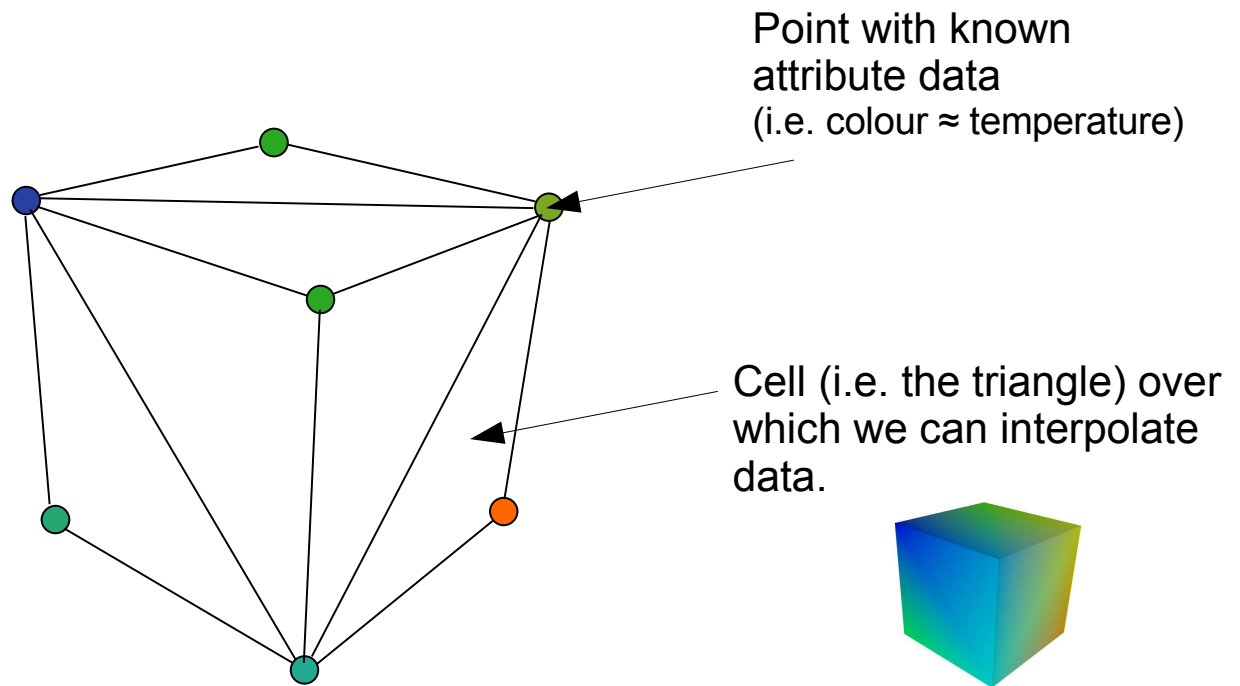 Point with known
attribute data
(i.e. colour ≈ temperature)
Cell (i.e. the triangle) over
which we can interpolate
data.